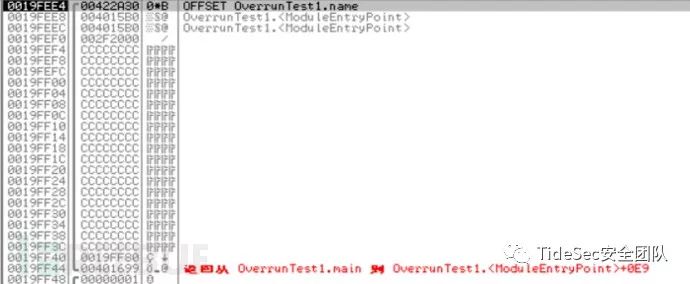 0019FEE4 00422A30 0*B OFFSET OverrunTest1.name
0019FEE8 004015B0 S@ OverrunTest1.<ModuleEntryPoint>
0019FEEC 004015B0 S@ OverrunTest1.<ModuleEntryPoint>
0019FEF0 002F2000 /
0019FEF4 CCCCCCCC
0019FEF8 CCCCCCCC
0019FEFC CCCCCCCC
0019FF00 CCCCCCCC
0019FF04 CCCCCCCC
0019FF08 CCCCCCCC
0019FF0C CCCCCCCC
0019FF10 CCCCCCCC
0019FF14 CCCCCCCC
0019FF18 CCCCCCCC
0019FF1C CCCCCCCC
0019FF20 CCCCCCCC
0019FF24 CCCCCCCC
0019FF28 CCCCCCCC
0019FF2C CCCCCCCC
0019FF30 CCCCCCCC
0019FF34 CCCCCCCC
0019FF38 CCCCCCCC
0019FF3C CCCCCCCC
0019FF40 0019FF80
0019FF44 00401699 返回从 OverrunTest1.main 到 OverrunTest1.<ModuleEntryPoint>+0E9
0019FF48 00000001
TideSec安全团队